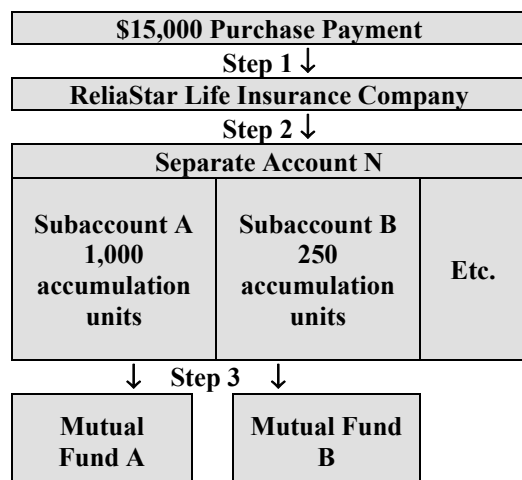 $15,000 Purchase Payment
Step 1 ↓
ReliaStar Life Insurance Company
Step 2 ↓
Separate Account N
Subaccount A
1,000
accumulation
units
Subaccount B
250
accumulation
units
Etc.
↓ Step 3 ↓
Mutual
Fund A
Mutual Fund
B